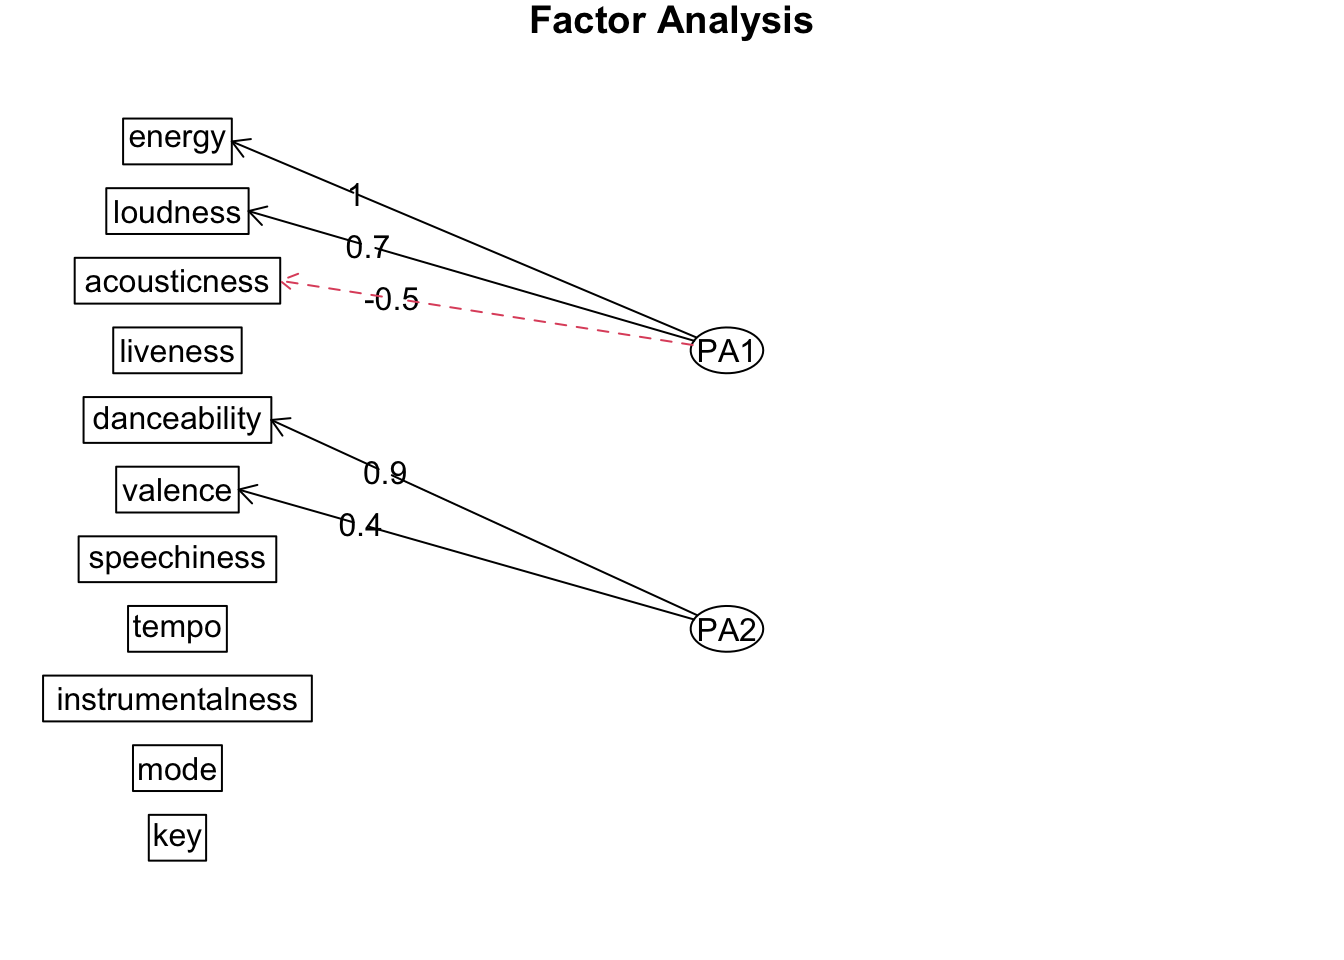 Factor Analysis
energy
1
loudness
0.7
acousticness
-0.5
liveness
PA1
danceability
0.9
valence
0.4
speechiness
tempo
PA2
instrumentalness
mode
key